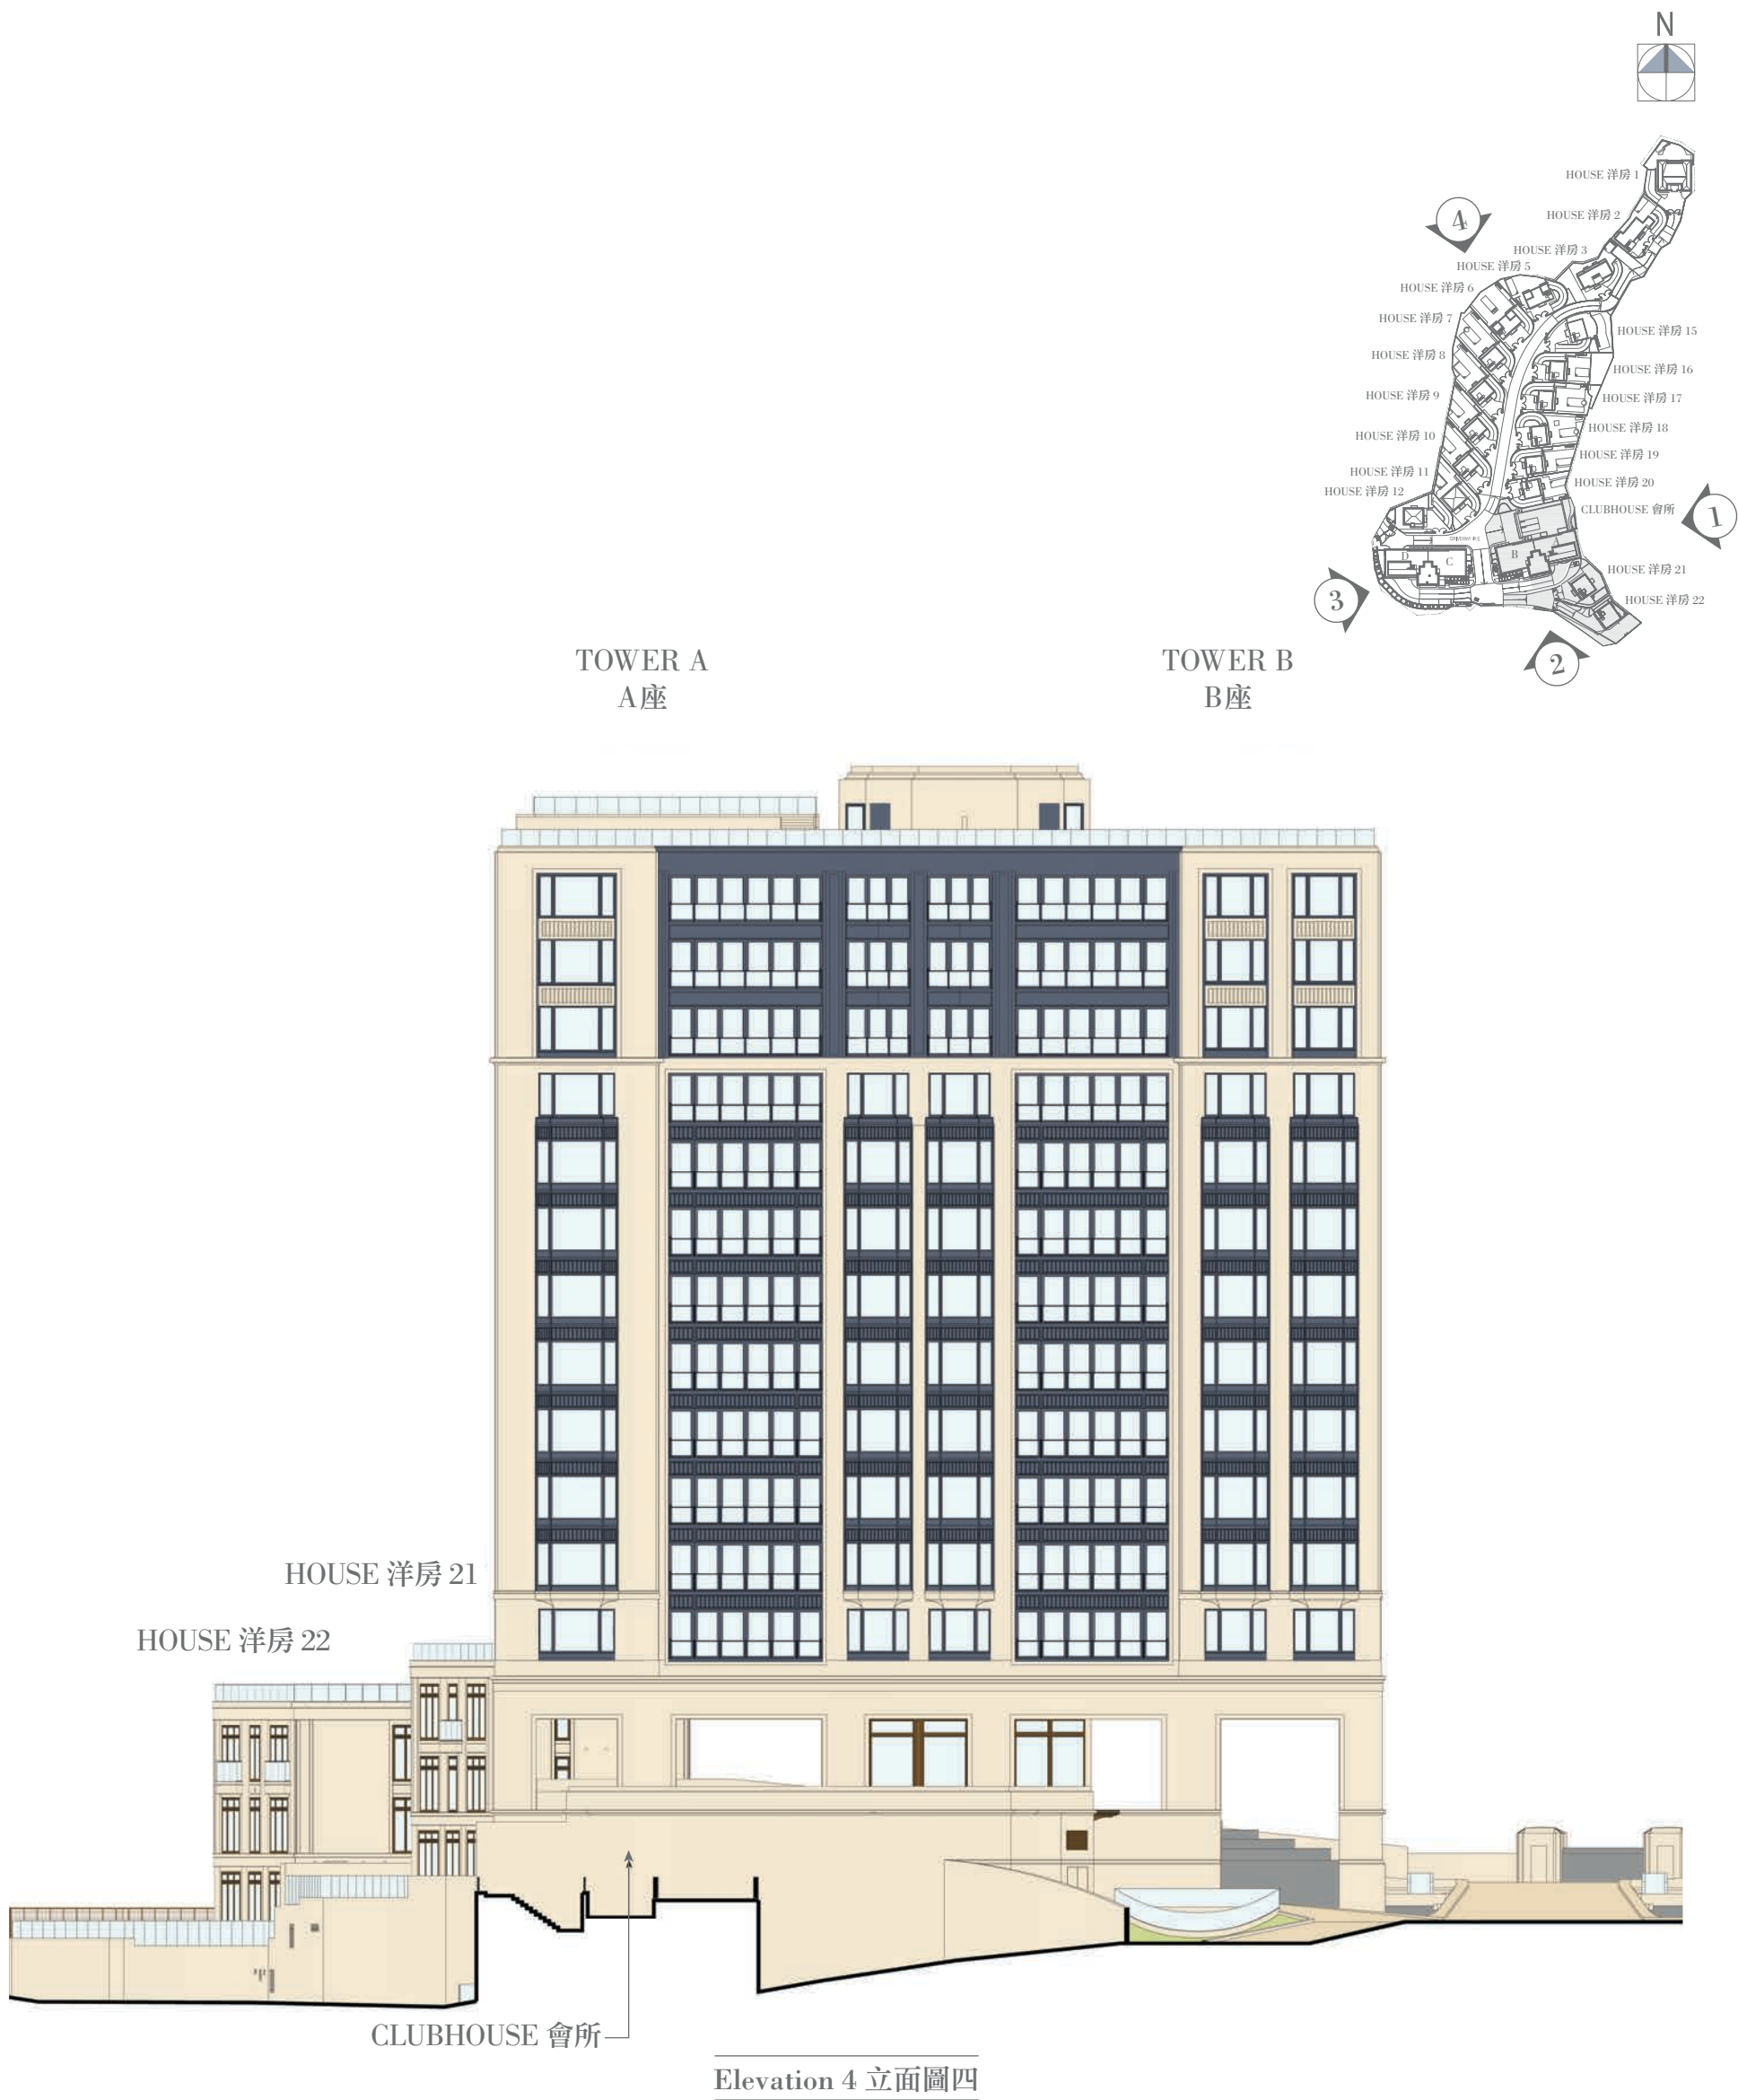 N
HOUSE 洋房 1
HOUSE 洋房 2
4
HOUSE 洋房 3
HOUSE 洋房 5
HOUSE 洋房 6
HOUSE 洋房 7
HOUSE 洋房 15
HOUSE 洋房 8
HOUSE 洋房 16
HOUSE 洋房 9
HOUSE 洋房 17
HOUSE 洋房 18
HOUSE 洋房 10
HOUSE 洋房 19
HOUSE 洋房 11
HOUSE 洋房 20
HOUSE 洋房 12
CLUBHOUSE 會所
1
D
C
B
A
HOUSE 洋房 21
3
HOUSE 洋房 22
2
TOWER A
A座
TOWER B
B座
HOUSE 洋房 21
HOUSE 洋房 22
CLUBHOUSE 會所
Elevation 4 立面圖四